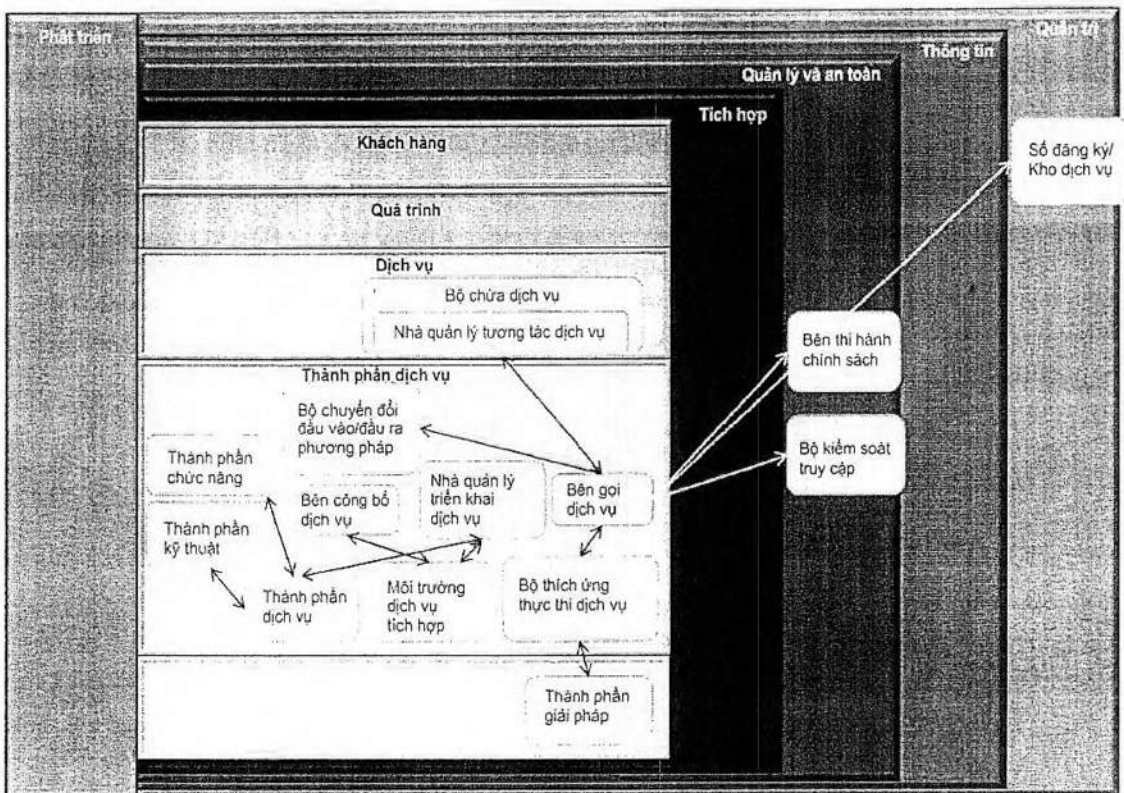 Phát triển
Quản trị
Thông tin
Quản lý và an toàn
Tích hợp
Khách hàng
Quá trình
Dịch vụ
Bộ chứa dịch vụ
Nhà quản lý tương tác dịch vụ
Thành phần dịch vụ
Bộ chuyển đổi
đầu vào/đầu ra
phương pháp
Thành phần
chức năng
Bên công bố
dịch vụ
Nhà quản lý
triển khai
dịch vụ
Bên gọi
dịch vụ
Thành phần
kỹ thuật
Thành phần
dịch vụ
Môi trường
dịch vụ
tích hợp
Bộ thích ứng
thực thi dịch vụ
Thành phần
giải pháp
Số đăng ký/
Kho dịch vụ
Bên thi hành
chính sách
Bộ kiểm soát
truy cập